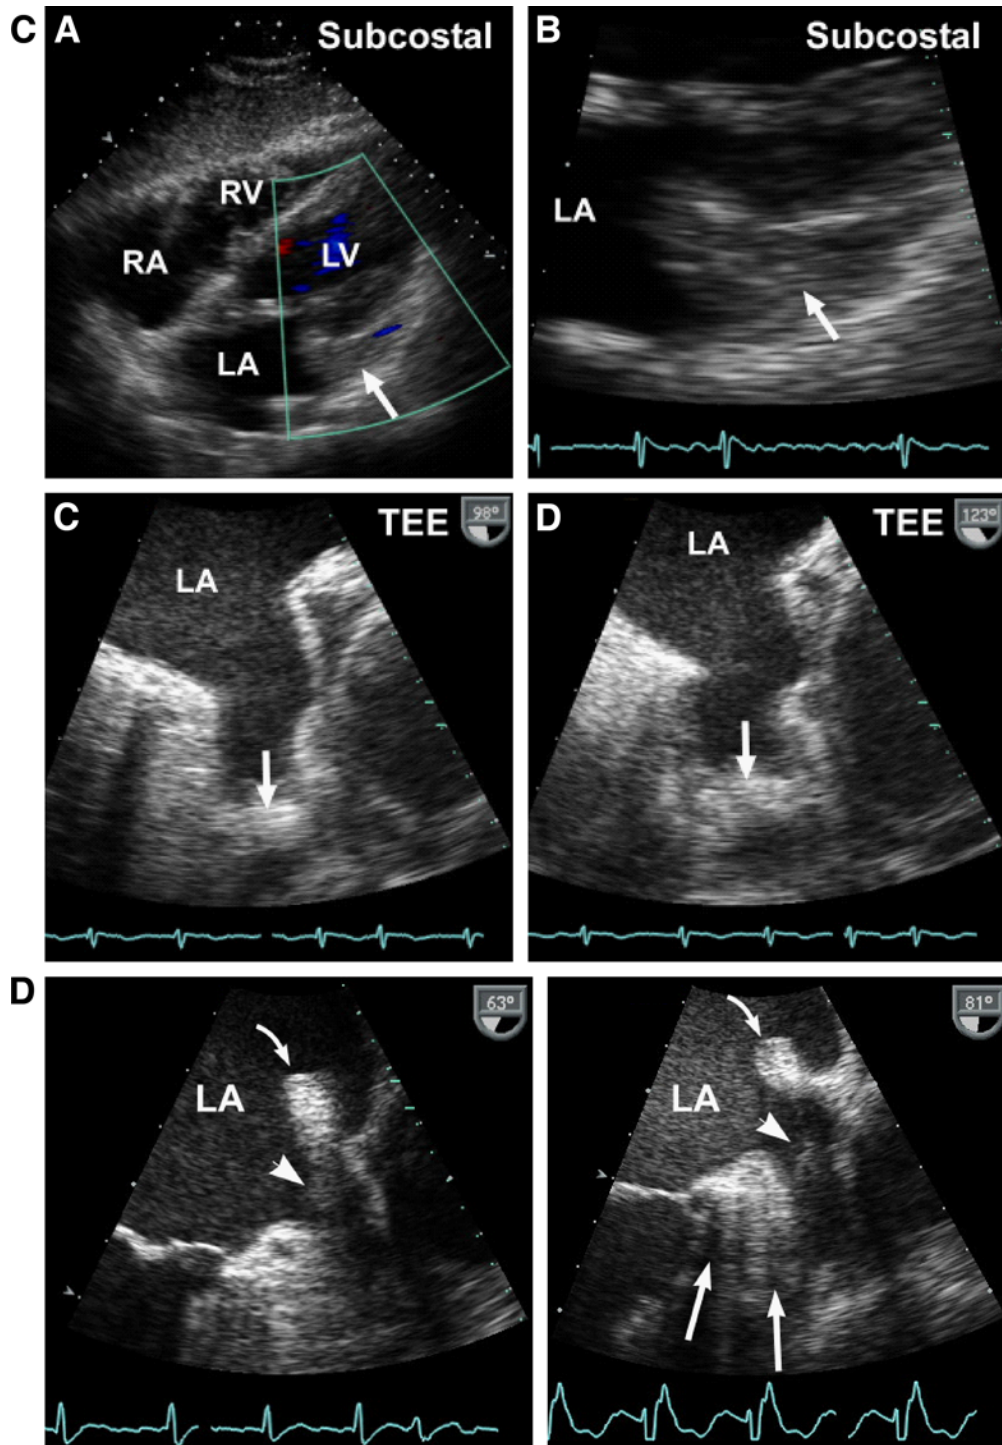 C A Subcostal
RV
RA LV
LA
B Subcostal
LA
C TEE 98°
LA
D TEE 123°
LA
D 63°
LA
81°
LA